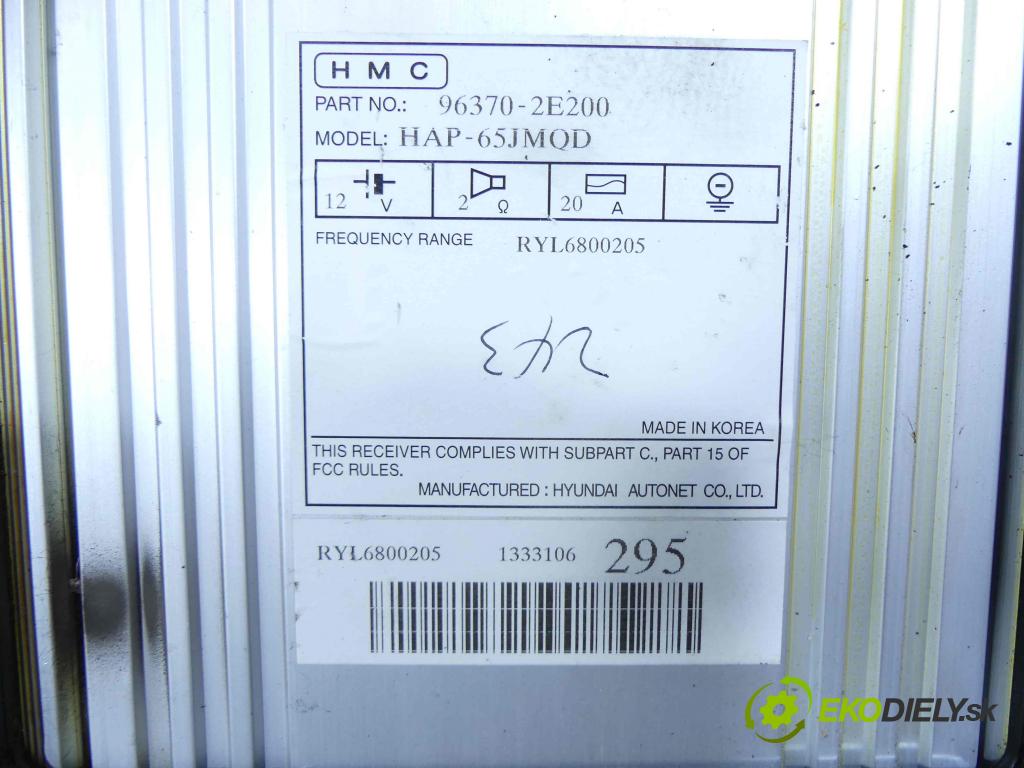 HMC
PART NO.: 96370-2E200
MODEL: HAP-65JMQD
12 V 2 Ω 20 A
FREQUENCY RANGE RYL6800205
MADE IN KOREA
THIS RECEIVER COMPLIES WITH SUBPART C., PART 15 OF
FCC RULES.
MANUFACTURED : HYUNDAI AUTONET CO., LTD.
RYL6800205 1333106 295
EKODIELY.sk